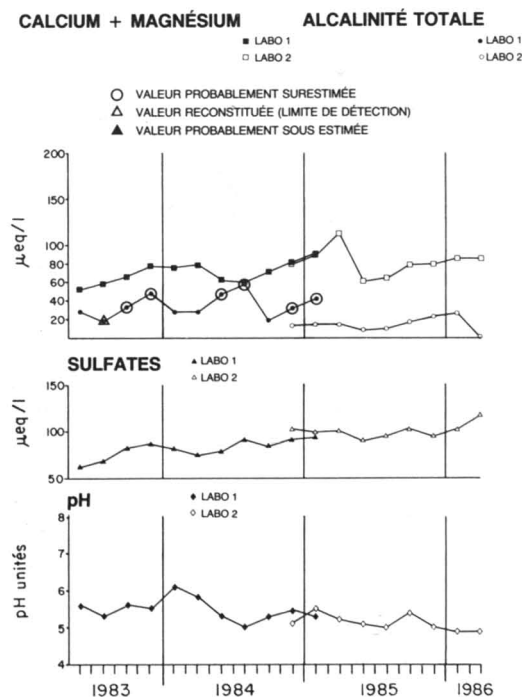 CALCIUM + MAGNÉSIUM ALCALINITÉ TOTALE
■ LABO 1 • LABO 1
□ LABO 2 ○ LABO 2
VALEUR PROBABLEMENT SURESTIMÉE
VALEUR RECONSTITUÉE (LIMITE DE DÉTECTION)
VALEUR PROBABLEMENT SOUS ESTIMÉE
µeq/l
200
150
100
80
60
40
20
SULFATES
▲ LABO 1
△ LABO 2
µeq/l
150
100
50
pH
◆ LABO 1
◇ LABO 2
pH unités
8
7
6
5
4
1983 1984 1985 1986